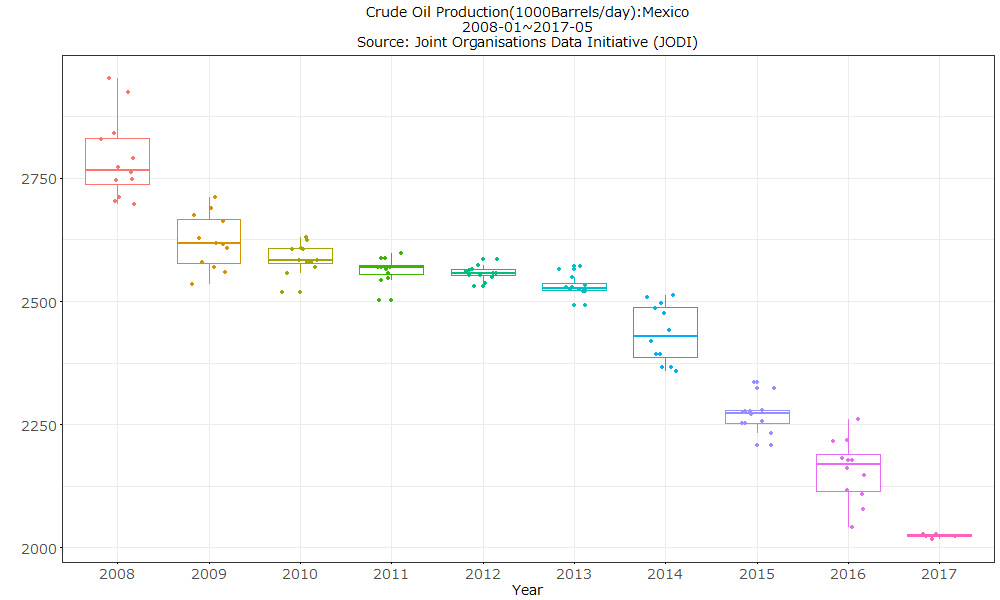 Crude Oil Production(1000Barrels/day):Mexico
2008-01~2017-05
Source: Joint Organisations Data Initiative (JODI)
2750
2500
2250
2000
2008 2009 2010 2011 2012 2013 2014 2015 2016 2017
Year